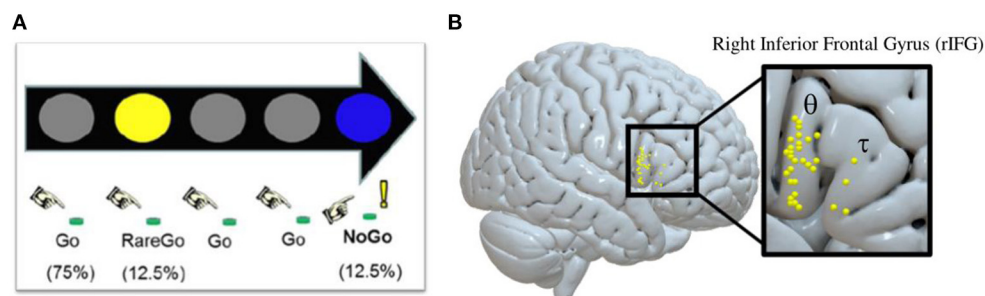 A
Go
RareGo
Go
Go
NoGo
!
(75%)
(12.5%)
(12.5%)
B
Right Inferior Frontal Gyrus (rIFG)
θ
τ